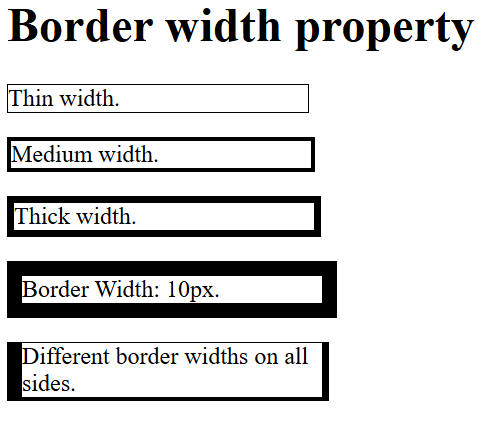 Border width property
Thin width.
Medium width.
Thick width.
Border Width: 10px.
Different border widths on all
sides.